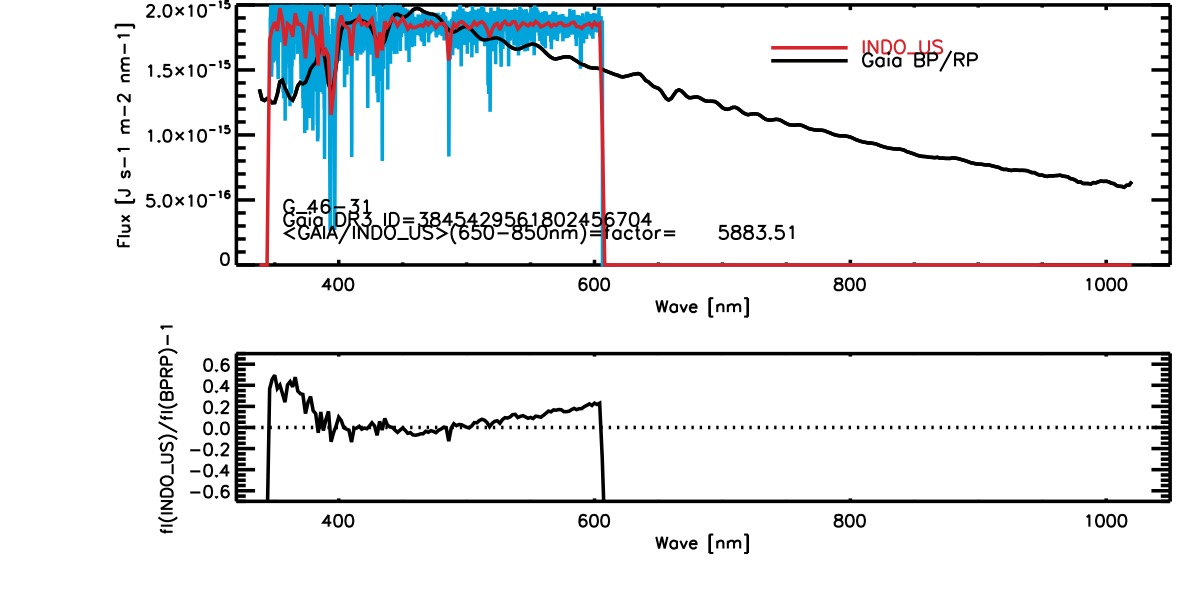 2.0×10−15
1.5×10−15
1.0×10−15
5.0×10−16
0
Flux [J s−1 m−2 nm−1]
INDO_US
Gaia BP/RP
G_46−31
Gaia DR3 ID=3845429561802456704
<GAIA/INDO_US>(650−850nm)=factor= 5883.51
400 600 800 1000
Wave [nm]
fl(INDO_US)/fl(BPRP)−1
0.6
0.4
0.2
0.0
−0.2
−0.4
−0.6
400 600 800 1000
Wave [nm]